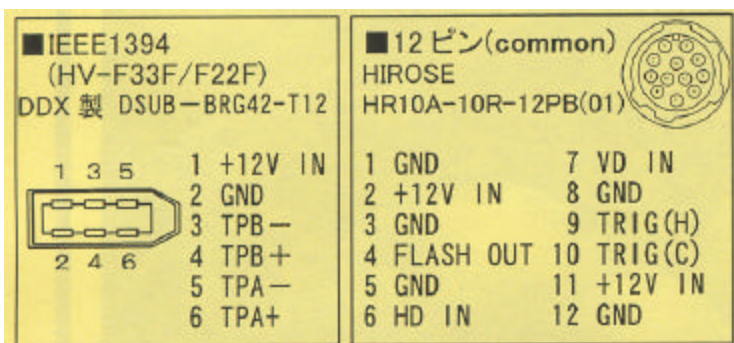 ■IEEE1394
(HV-F33F/F22F)
DDX 製 DSUB－BRG42-T12
1 3 5
2 4 6
1 +12V IN
2 GND
3 TPB－
4 TPB＋
5 TPA－
6 TPA+
■12ピン(common)
HIROSE
HR10A-10R-12PB(01)
1 GND
2 +12V IN
3 GND
4 FLASH OUT
5 GND
6 HD IN
7 VD IN
8 GND
9 TRIG(H)
10 TRIG(C)
11 +12V IN
12 GND